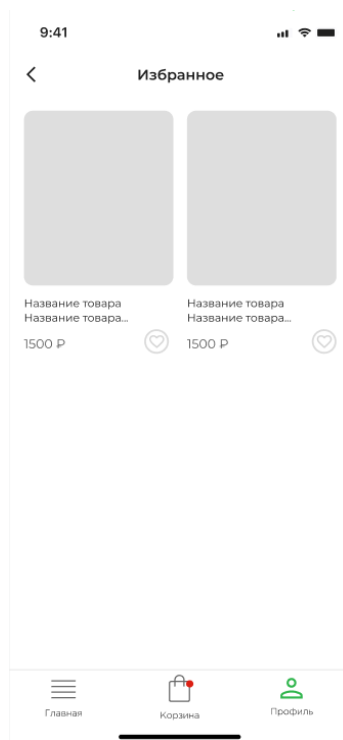 9:41
Избранное
Название товара
Название товара...
1500 ₽
Название товара
Название товара...
1500 ₽
Главная
Корзина
Профиль